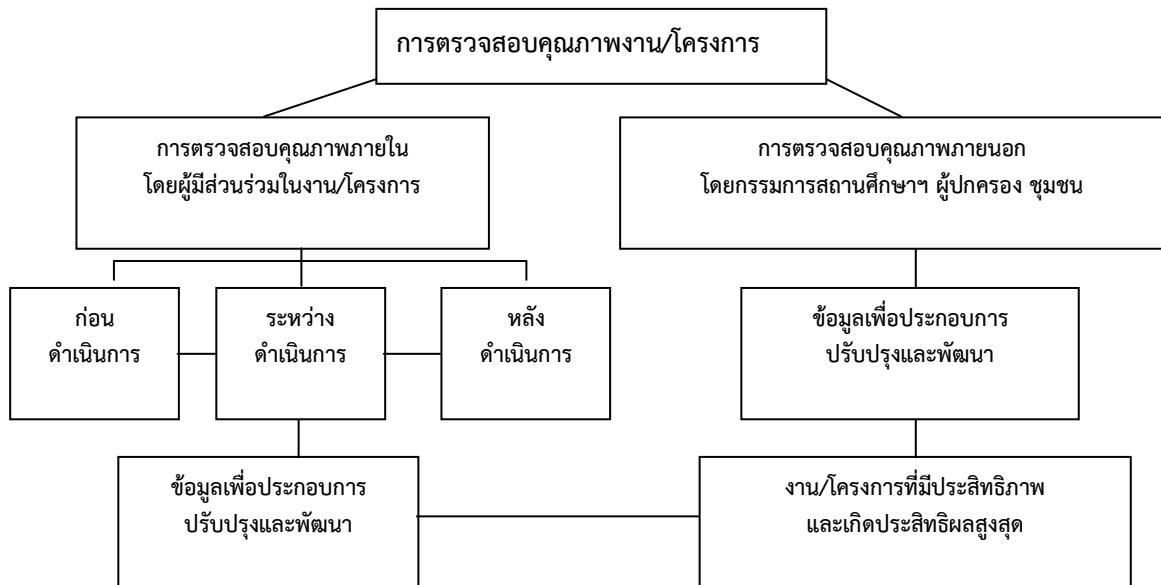 การตรวจสอบคุณภาพงาน/โครงการ
การตรวจสอบคุณภาพภายใน
โดยผู้มีส่วนร่วมในงาน/โครงการ
การตรวจสอบคุณภาพภายนอก
โดยกรรมการสถานศึกษาฯ ผู้ปกครอง ชุมชน
ก่อน
ดำเนินการ
ระหว่าง
ดำเนินการ
หลัง
ดำเนินการ
ข้อมูลเพื่อประกอบการ
ปรับปรุงและพัฒนา
ข้อมูลเพื่อประกอบการ
ปรับปรุงและพัฒนา
งาน/โครงการที่มีประสิทธิภาพ
และเกิดประสิทธิผลสูงสุด